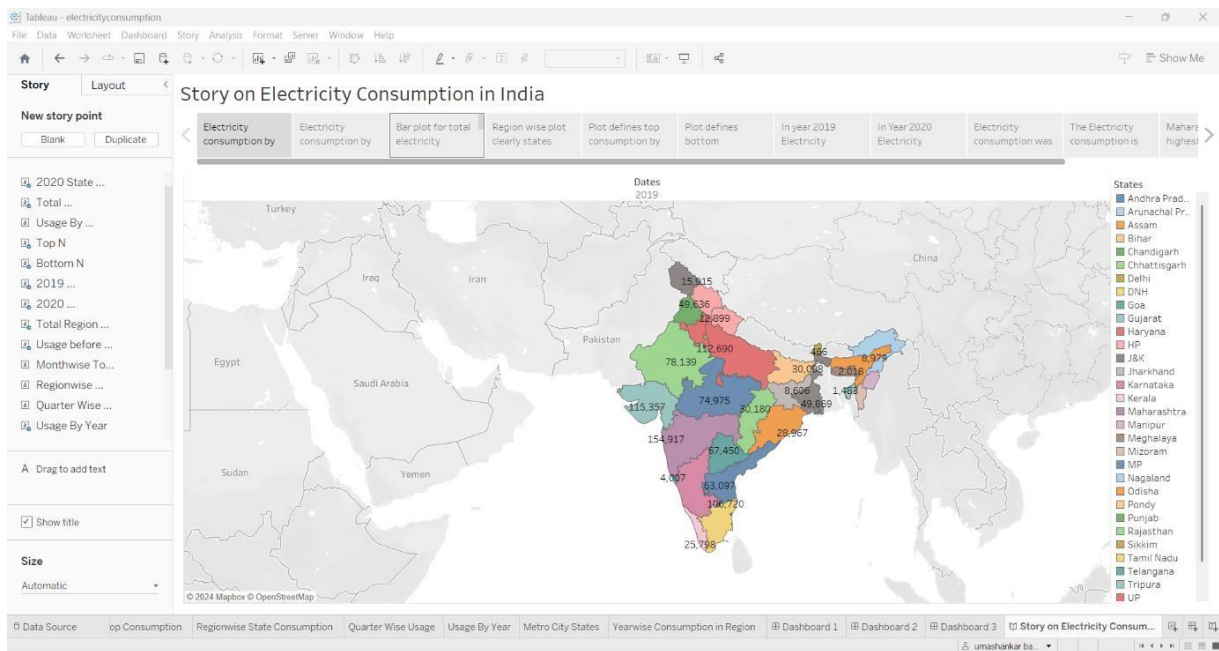 Tableau - electricityconsumption
File Data Worksheet Dashboard Story Analysis Format Server Window Help
Show Me
Story Layout
New story point
Blank Duplicate
2020 State ...
Total ...
Usage By ...
Top N
Bottom N
2019 ...
2020 ...
Total Region ...
Usage before ...
Monthwise To...
Regionwise ...
Quarter Wise ...
Usage By Year
A Drag to add text
Show title
Size
Automatic
Story on Electricity Consumption in India
Electricity consumption by
Electricity consumption by
Bar plot for total electricity
Region wise plot clearly states
Plot defines top consumption by
Plot defines bottom
In year 2019 Electricity
In Year 2020 Electricity
Electricity consumption was
The Electricity consumption is
Mahara highest
Dates
2019
Turkey
China
Iraq
Iran
Pakistan
Egypt
Saudi Arabia
Sudan
Yemen
15,915
49,636
12,899
112,690
466
8,979
78,139
30,008
2,018
8,606
1,483
74,975
30,180
49,869
115,357
28,967
154,917
67,450
4,007
63,097
106,720
25,798
© 2024 Mapbox © OpenStreetMap
States
Andhra Prad..
Arunachal Pr..
Assam
Bihar
Chandigarh
Chhattisgarh
Delhi
DNH
Goa
Gujarat
Haryana
HP
J&K
Jharkhand
Karnataka
Kerala
Maharashtra
Manipur
Meghalaya
Mizoram
MP
Nagaland
Odisha
Pondy
Punjab
Rajasthan
Sikkim
Tamil Nadu
Telangana
Tripura
UP
Data Source op Consumption Regionwise State Consumption Quarter Wise Usage Usage By Year Metro City States Yearwise Consumption in Region Dashboard 1 Dashboard 2 Dashboard 3 Story on Electricity Consum...
umashankar ba...